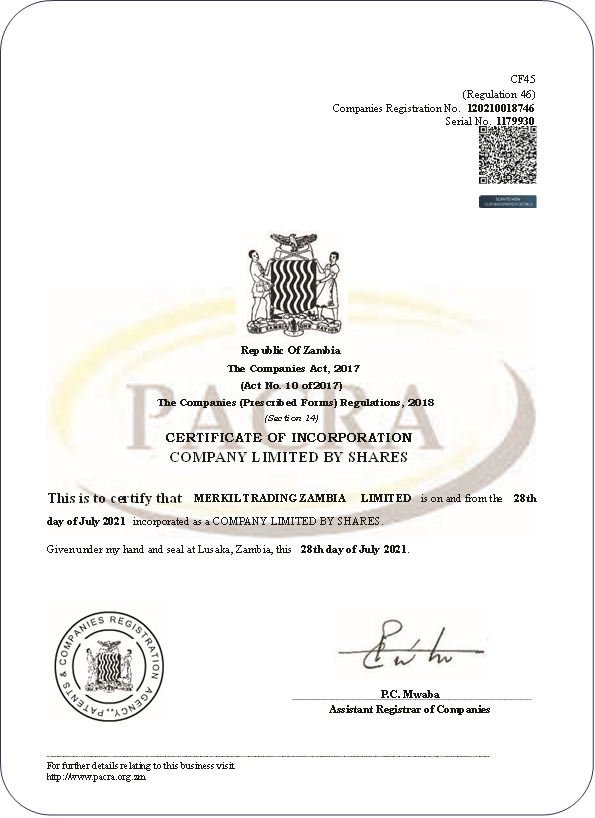 CF45
(Regulation 46)
Companies Registration No. 120210018746
Serial No. 1179930
SCAN TO VIEW
OUR REGISTRATION DETAILS
ONE ZAMBIA ONE NATION
Republic Of Zambia
The Companies Act, 2017
(Act No. 10 of 2017)
The Companies (Prescribed Forms) Regulations, 2018
(Section 14)
PACRA
CERTIFICATE OF INCORPORATION
COMPANY LIMITED BY SHARES
This is to certify that MERKIL TRADING ZAMBIA LIMITED is on and from the 28th
day of July 2021 incorporated as a COMPANY LIMITED BY SHARES.
Given under my hand and seal at Lusaka, Zambia, this 28th day of July 2021.
PATENTS & COMPANIES REGISTRATION AGENCY**
P.C. Mwaba
Assistant Registrar of Companies
For further details relating to this business visit
http://www.pacra.org.zm